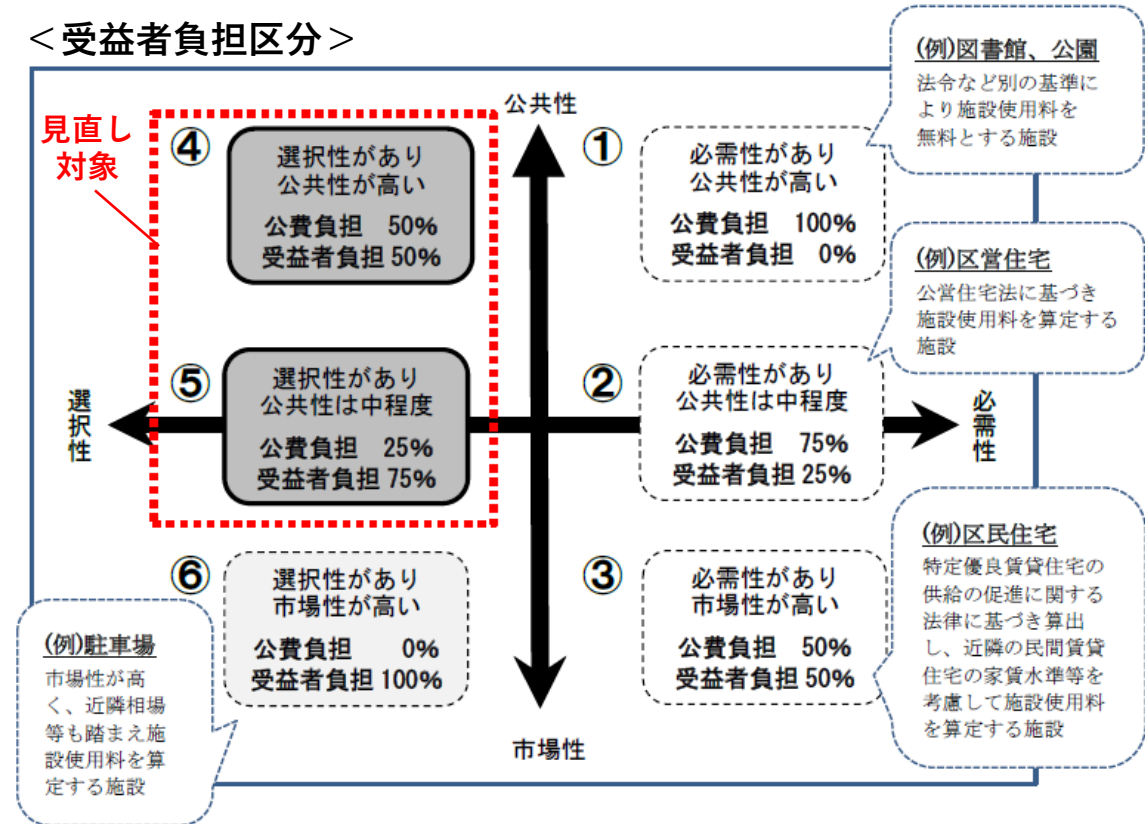 ＜受益者負担区分＞
見直し
対象
公共性
④
選択性があり
公共性が高い
公費負担　50%
受益者負担 50%
①
必需性があり
公共性が高い
公費負担　100%
受益者負担　0%
(例)図書館、公園
法令など別の基準に
より施設使用料を
無料とする施設
選択性
⑤
選択性があり
公共性は中程度
公費負担　25%
受益者負担 75%
②
必需性があり
公共性は中程度
公費負担　75%
受益者負担 25%
必需性
(例)区営住宅
公営住宅法に基づき
施設使用料を算定する
施設
⑥
選択性があり
市場性が高い
公費負担　0%
受益者負担 100%
③
必需性があり
市場性が高い
公費負担　50%
受益者負担 50%
(例)区民住宅
特定優良賃貸住宅の
供給の促進に関する
法律に基づき算出
し、近隣の民間賃貸
住宅の家賃水準等を
考慮して施設使用料
を算定する施設
(例)駐車場
市場性が高
く、近隣相場
等も踏まえ施
設使用料を算
定する施設
市場性